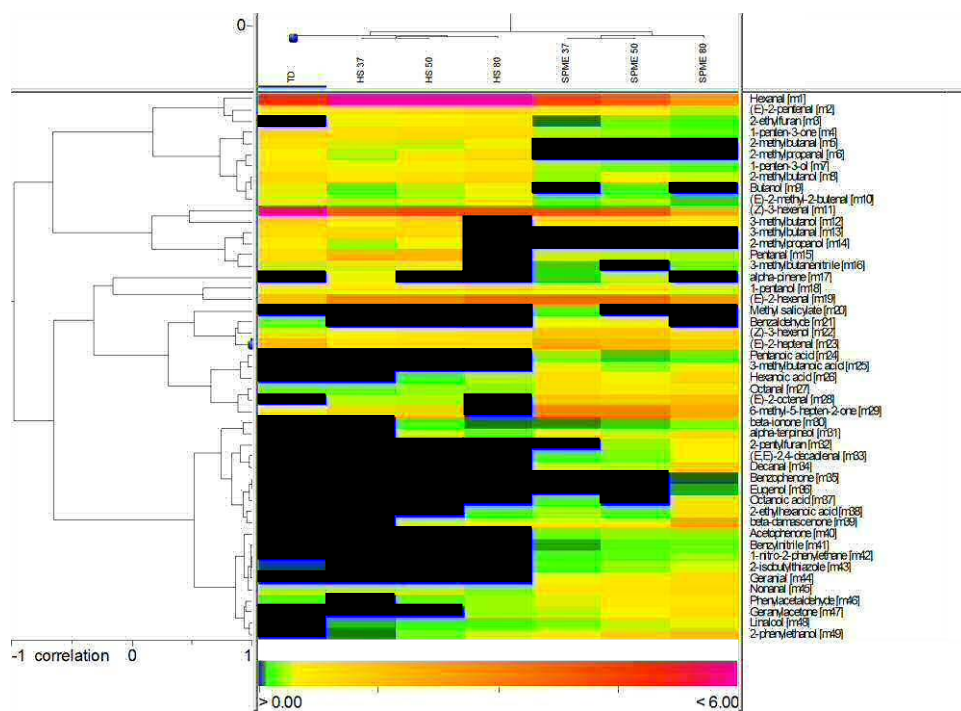 0
TD
HS 37
HS 50
HS 80
SPME 37
SPME 50
SPME 80
Hexanal [m1]
(E)-2-pentenal [m2]
2-ethylfuran [m3]
1-penten-3-one [m4]
2-methylbutanal [m5]
2-methylpropanal [m6]
1-penten-3-ol [m7]
2-methylbutanol [m8]
Butanol [m9]
(E)-2-methyl-2-butenal [m10]
(Z)-3-hexenal [m11]
3-methylbutanol [m12]
3-methylbutanal [m13]
2-methylpropanol [m14]
Pentanal [m15]
3-methylbutanenitrile [m16]
alpha-pinene [m17]
1-pentanol [m18]
(E)-2-hexenal [m19]
Methyl salicylate [m20]
Benzaldehyde [m21]
(Z)-3-hexenol [m22]
(E)-2-heptenal [m23]
Pentanoic acid [m24]
3-methylbutanoic acid [m25]
Hexanoic acid [m26]
Octanal [m27]
(E)-2-octenal [m28]
6-methyl-5-hepten-2-one [m29]
beta-ionone [m30]
alpha-terpineol [m31]
2-pentylfuran [m32]
(E,E)-2,4-decadienal [m33]
Decanal [m34]
Benzophenone [m35]
Eugenol [m36]
Octanoic acid [m37]
2-ethylhexanoic acid [m38]
beta-damascenone [m39]
Acetophenone [m40]
Benzylnitrile [m41]
1-nitro-2-phenylethane [m42]
2-isobutylthiazole [m43]
Geranial [m44]
Nonanal [m45]
Phenylacetaldehyde [m46]
Geranylacetone [m47]
Linalool [m48]
2-phenylethanol [m49]
-1 correlation 0 1
> 0.00 < 6.00